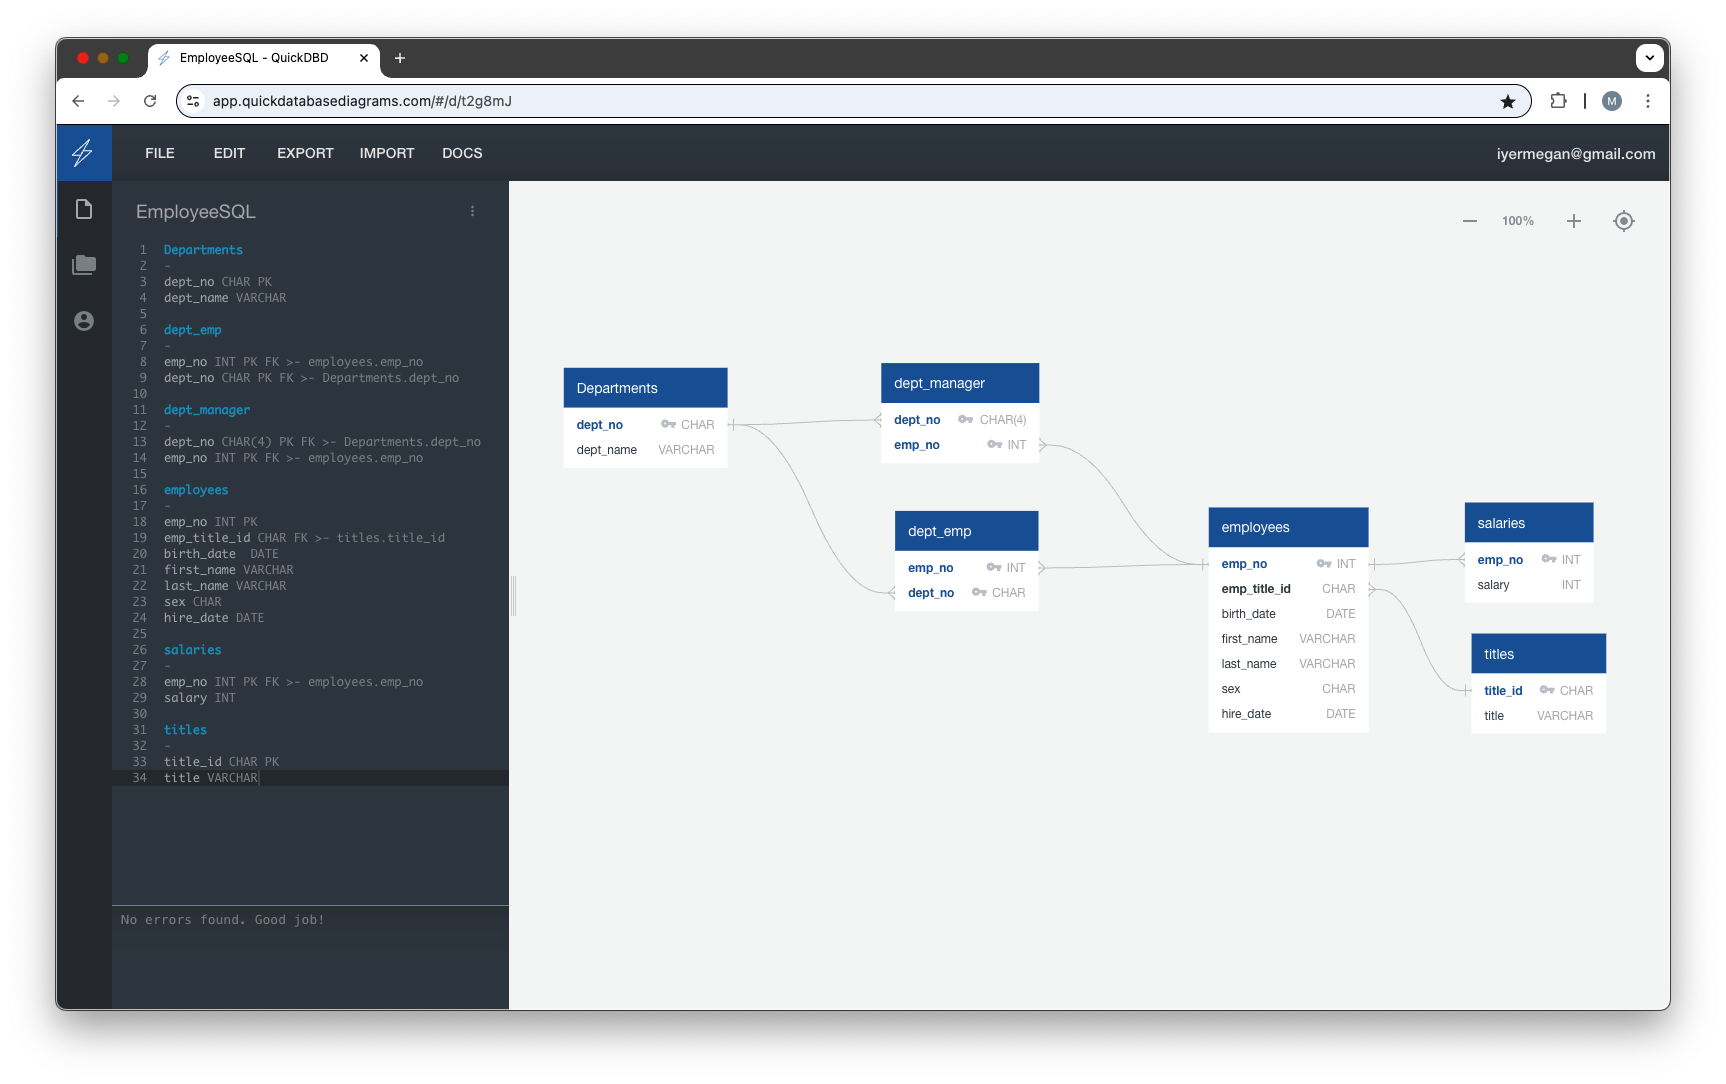 EmployeeSQL - QuickDBD
app.quickdatabasediagrams.com/#/d/t2g8mJ
M
FILE EDIT EXPORT IMPORT DOCS
iyermegan@gmail.com
EmployeeSQL
1 Departments
2 -
3 dept_no CHAR PK
4 dept_name VARCHAR
5
6 dept_emp
7 -
8 emp_no INT PK FK >- employees.emp_no
9 dept_no CHAR PK FK >- Departments.dept_no
10
11 dept_manager
12 -
13 dept_no CHAR(4) PK FK >- Departments.dept_no
14 emp_no INT PK FK >- employees.emp_no
15
16 employees
17 -
18 emp_no INT PK
19 emp_title_id CHAR FK >- titles.title_id
20 birth_date  DATE
21 first_name VARCHAR
22 last_name VARCHAR
23 sex CHAR
24 hire_date DATE
25
26 salaries
27 -
28 emp_no INT PK FK >- employees.emp_no
29 salary INT
30
31 titles
32 -
33 title_id CHAR PK
34 title VARCHAR
No errors found. Good job!
100%
Departments
dept_no CHAR
dept_name VARCHAR
dept_manager
dept_no CHAR(4)
emp_no INT
dept_emp
emp_no INT
dept_no CHAR
employees
emp_no INT
emp_title_id CHAR
birth_date DATE
first_name VARCHAR
last_name VARCHAR
sex CHAR
hire_date DATE
salaries
emp_no INT
salary INT
titles
title_id CHAR
title VARCHAR